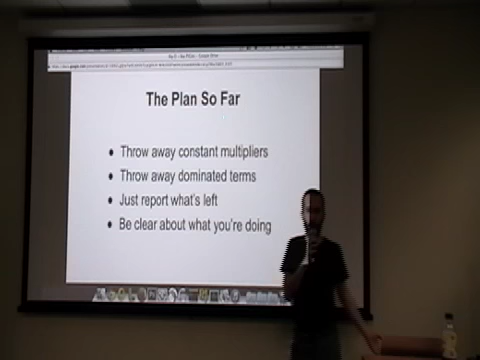 The Plan So Far
Throw away constant multipliers
Throw away dominated terms
Just report what's left
Be clear about what you're doing